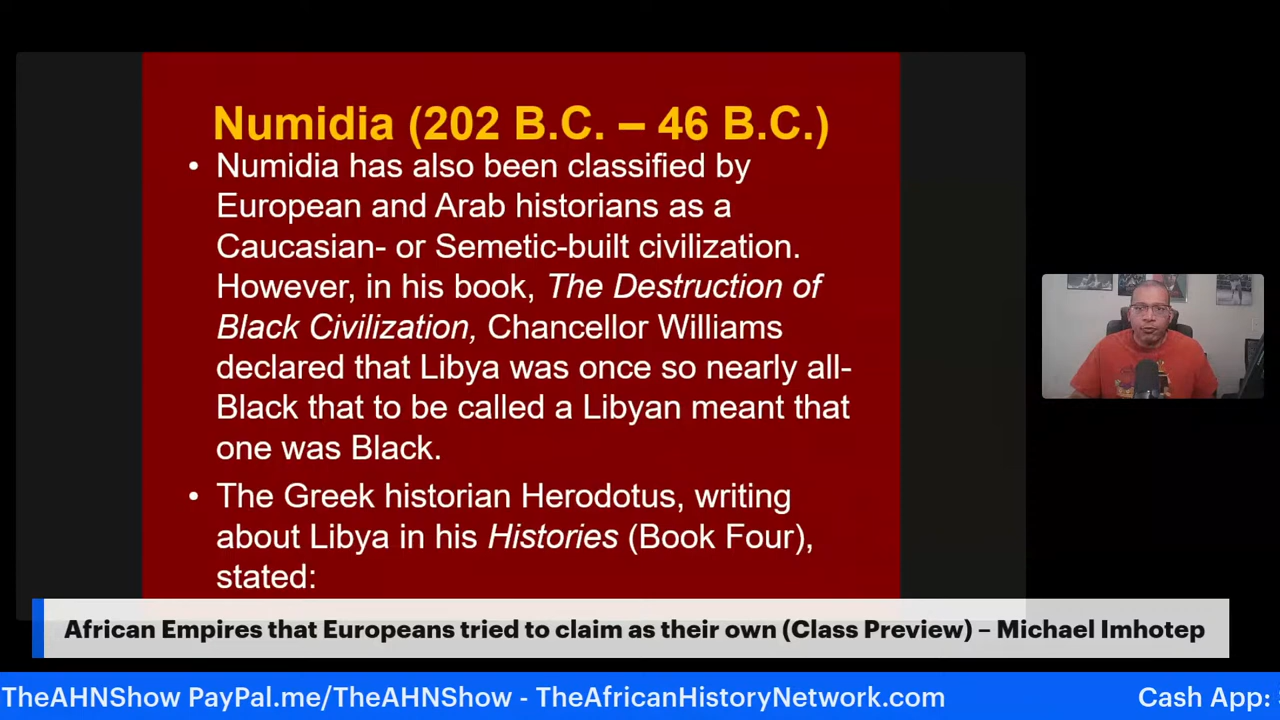 Numidia (202 B.C. – 46 B.C.)
• Numidia has also been classified by
European and Arab historians as a
Caucasian- or Semetic-built civilization.
However, in his book, The Destruction of
Black Civilization, Chancellor Williams
declared that Libya was once so nearly all-
Black that to be called a Libyan meant that
one was Black.
• The Greek historian Herodotus, writing
about Libya in his Histories (Book Four),
stated:
African Empires that Europeans tried to claim as their own (Class Preview) – Michael Imhotep
TheAHNShow PayPal.me/TheAHNShow - TheAfricanHistoryNetwork.com Cash App: